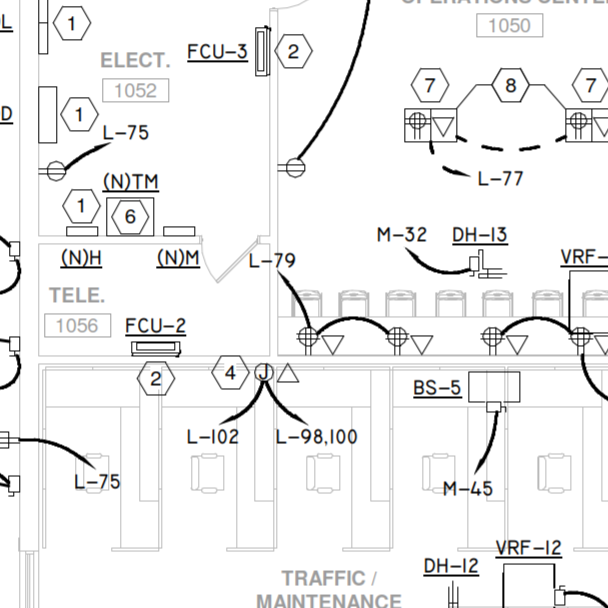 OPERATIONS CENTER
1050
1
ELECT.
FCU-3
2
1052
7
8
7
1
L-75
(N)TM
L-77
1
6
(N)H
(N)M
L-79
M-32
DH-13
VRF-
TELE.
1056
FCU-2
2
4
J
BS-5
L-102
L-98,100
L-75
M-45
VRF-12
DH-12
TRAFFIC /
MAINTENANCE